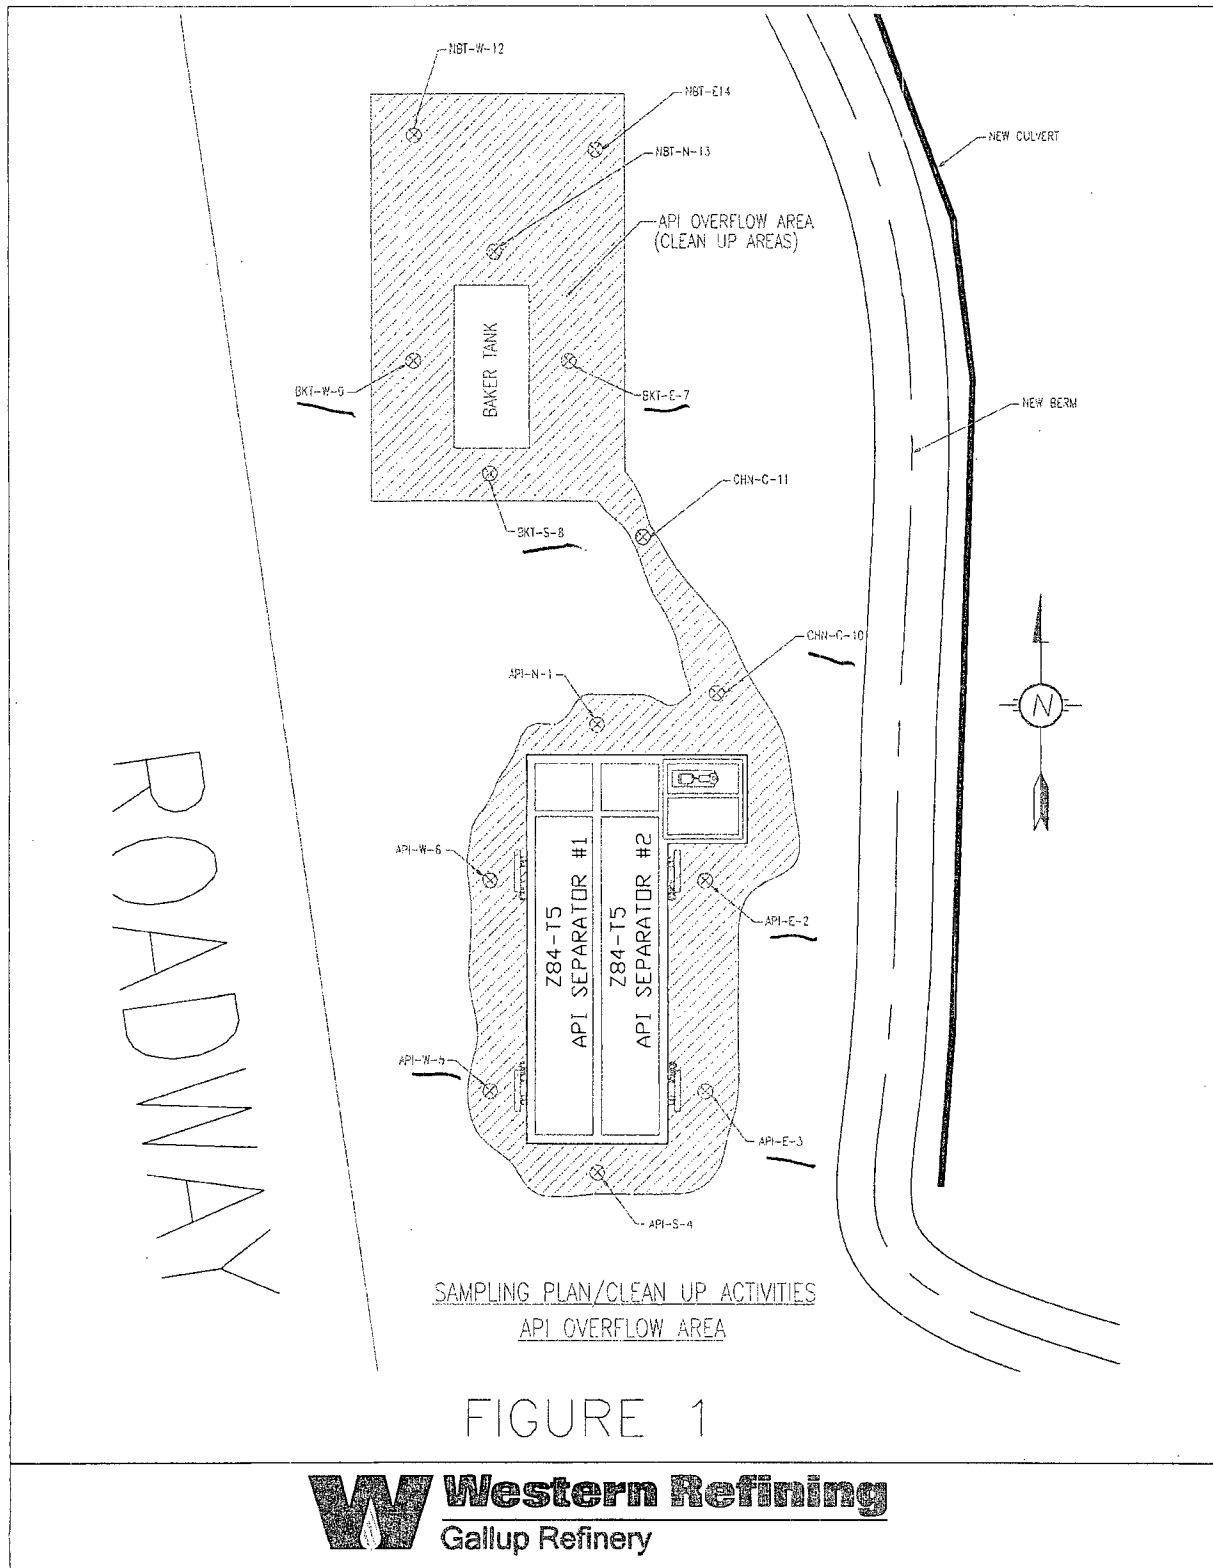 NBT-W-12
NBT-E14
NEW CULVERT
NBT-N-13
API OVERFLOW AREA
(CLEAN UP AREAS)
BAKER TANK
BKT-W-9
BKT-E-7
NEW BERM
CHN-C-11
BKT-S-8
CHN-C-10
API-N-1
N
ROADWAY
API-W-6
Z84-T5
API SEPARATOR #1
Z84-T5
API SEPARATOR #2
API-E-2
API-W-5
API-E-3
API-S-4
SAMPLING PLAN/CLEAN UP ACTIVITIES
API OVERFLOW AREA
FIGURE 1
W Western Refining
Gallup Refinery